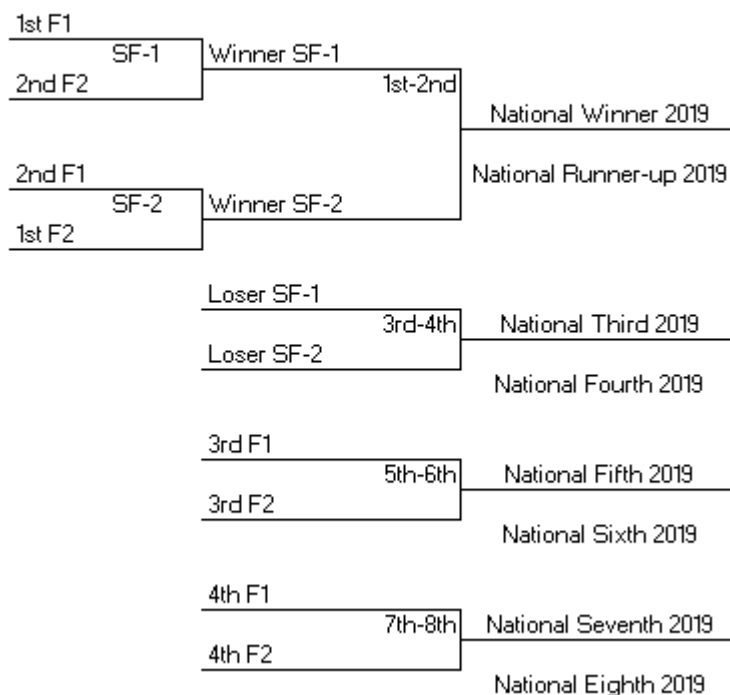 1st F1
SF-1
Winner SF-1
2nd F2
1st-2nd
National Winner 2019
2nd F1
National Runner-up 2019
SF-2
Winner SF-2
1st F2
Loser SF-1
3rd-4th
National Third 2019
Loser SF-2
National Fourth 2019
3rd F1
5th-6th
National Fifth 2019
3rd F2
National Sixth 2019
4th F1
7th-8th
National Seventh 2019
4th F2
National Eighth 2019